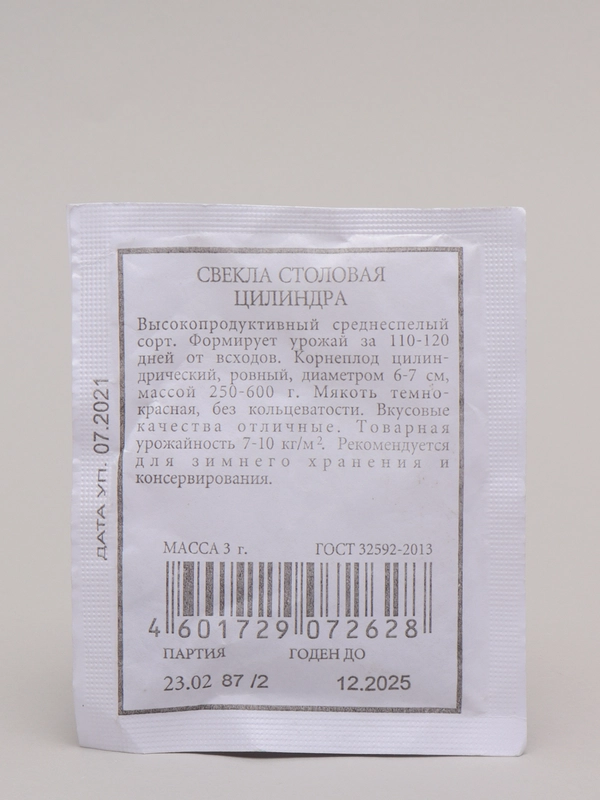 СВЕКЛА СТОЛОВАЯ
ЦИЛИНДРА
Высокопродуктивный среднеспелый
сорт. Формирует урожай за 110-120
дней от всходов. Корнеплод цилин-
дрический, ровный, диаметром 6-7 см,
массой 250-600 г. Мякоть темно-
красная, без кольцеватости. Вкусовые
качества отличные. Товарная
урожайность 7-10 кг/м². Рекомендуется
для зимнего хранения и
консервирования.
ДАТА УП. 07.2021
МАССА 3 г. ГОСТ 32592-2013
4 601729 072628
ПАРТИЯ ГОДЕН ДО
23.02 87 /2 12.2025